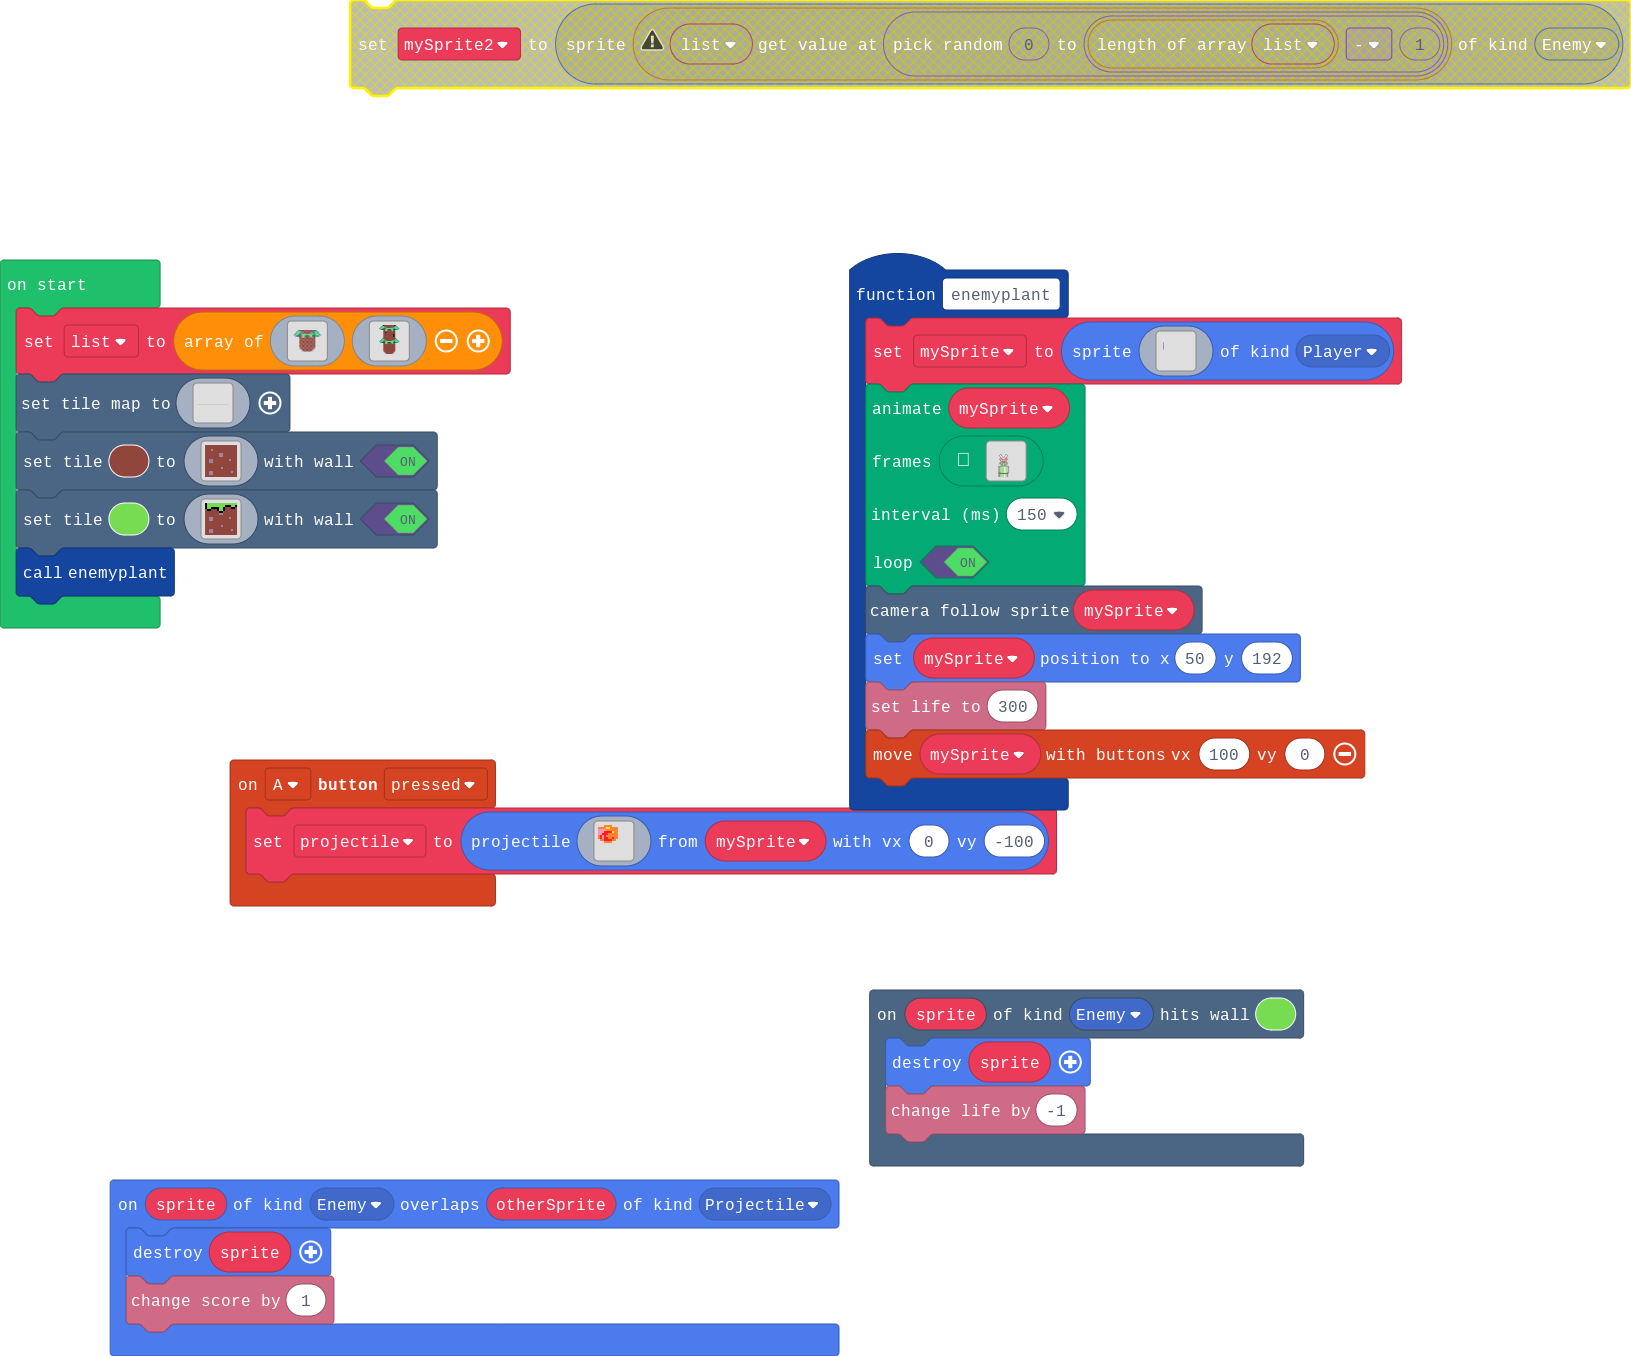 set mySprite2 to sprite list get value at pick random 0 to length of array list - 1 of kind Enemy
on start
set list to array of
set tile map to
set tile to with wall ON
set tile to with wall ON
call enemyplant
function enemyplant
set mySprite to sprite of kind Player
animate mySprite
frames
interval (ms) 150
loop ON
camera follow sprite mySprite
set mySprite position to x 50 y 192
set life to 300
move mySprite with buttons vx 100 vy 0
on A button pressed
set projectile to projectile from mySprite with vx 0 vy -100
on sprite of kind Enemy hits wall
destroy sprite
change life by -1
on sprite of kind Enemy overlaps otherSprite of kind Projectile
destroy sprite
change score by 1